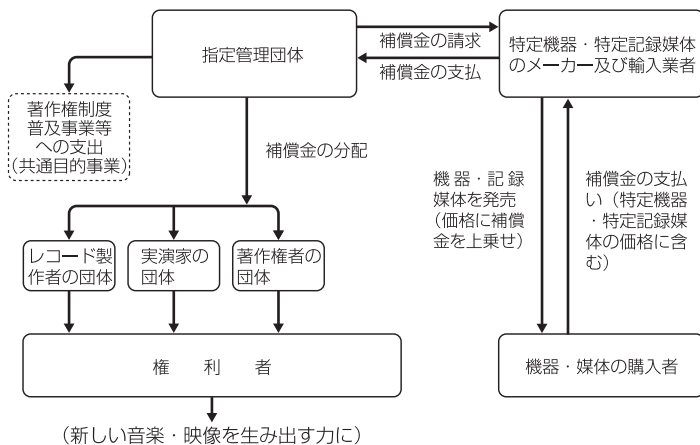 指定管理団体
補償金の請求
補償金の支払
特定機器・特定記録媒体
のメーカー及び輸入業者
著作権制度
普及事業等
への支出
(共通目的事業)
補償金の分配
機器・記録
媒体を発売
(価格に補償
金を上乗せ)
補償金の支払
い(特定機器
・特定記録媒
体の価格に含
む)
レコード製
作者の団体
実演家の
団体
著作権者の
団体
権 利 者
機器・媒体の購入者
(新しい音楽・映像を生み出す力に)